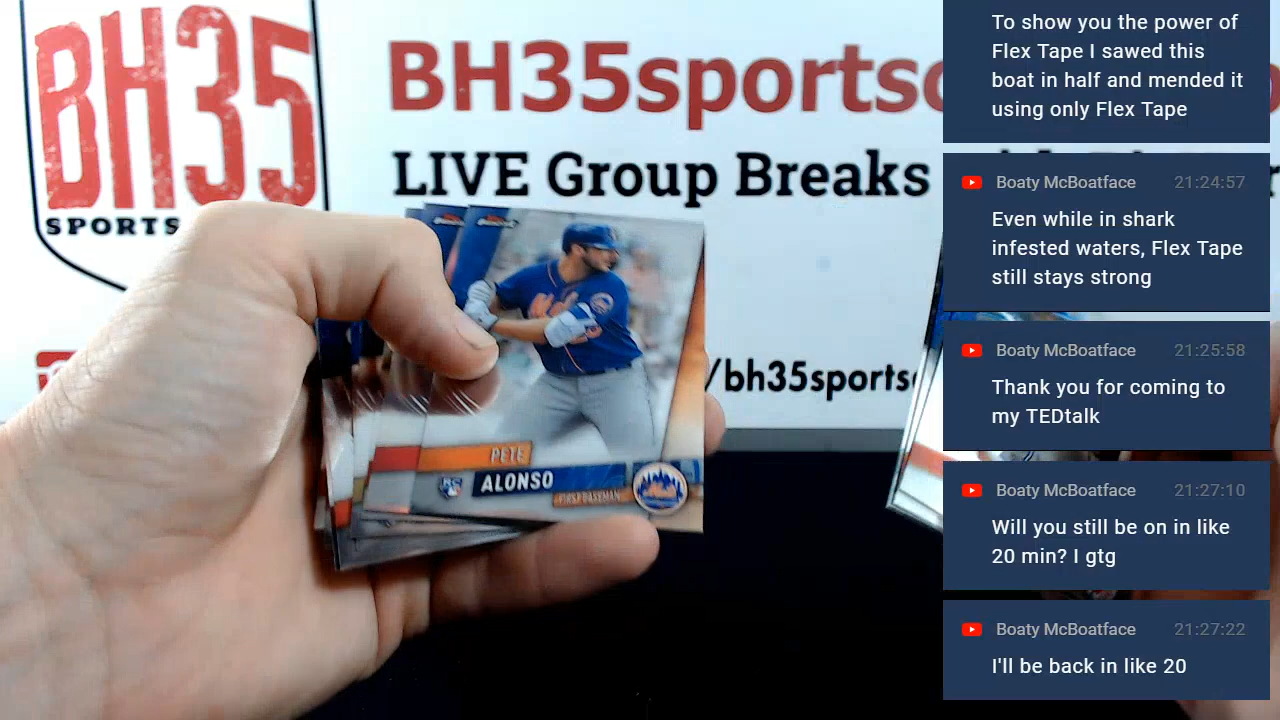 BH35
SPORTS
BH35sportsc
LIVE Group Breaks
/bh35sports
PETE
ALONSO
FIRST BASEMAN
RC
Mets
To show you the power of
Flex Tape I sawed this
boat in half and mended it
using only Flex Tape
Boaty McBoatface 21:24:57
Even while in shark
infested waters, Flex Tape
still stays strong
Boaty McBoatface 21:25:58
Thank you for coming to
my TEDtalk
Boaty McBoatface 21:27:10
Will you still be on in like
20 min? I gtg
Boaty McBoatface 21:27:22
I'll be back in like 20